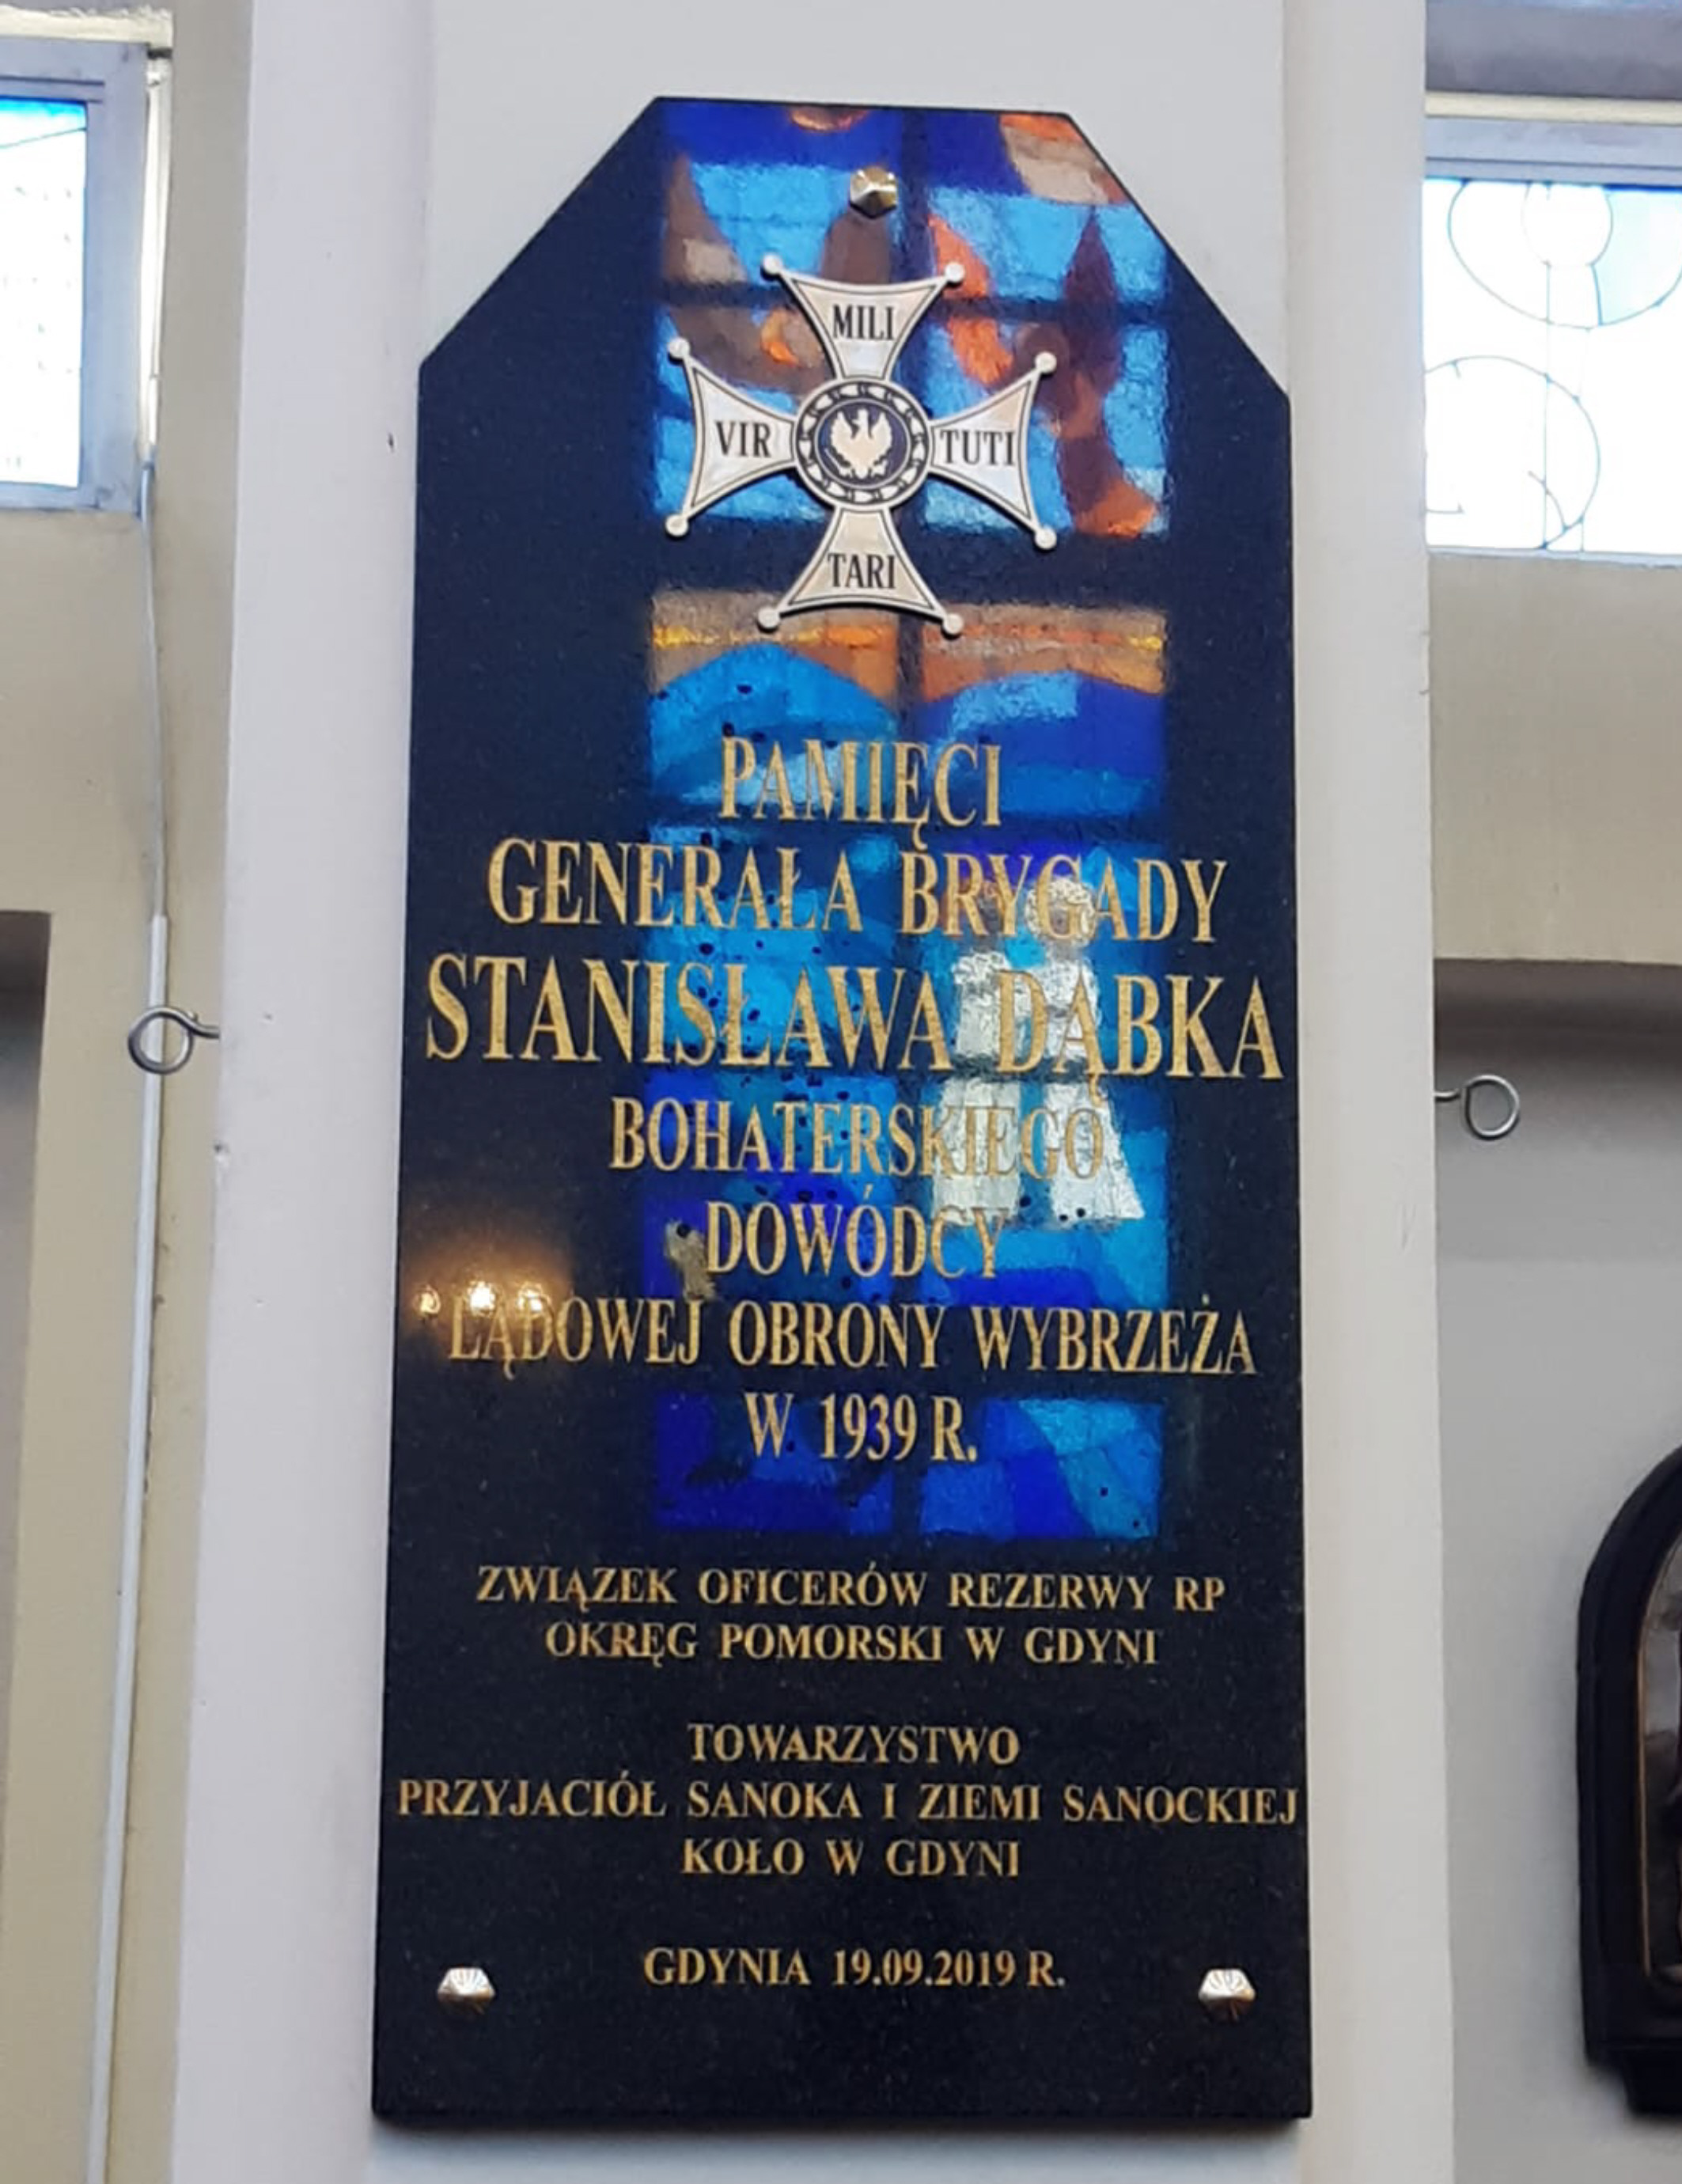 MILI
VIR TUTI
TARI
PAMIĘCI
GENERAŁA BRYGADY
STANISŁAWA DĄBKA
BOHATERSKIEGO
DOWÓDCY
LĄDOWEJ OBRONY WYBRZEŻA
W 1939 R.
ZWIĄZEK OFICERÓW REZERWY RP
OKRĘG POMORSKI W GDYNI
TOWARZYSTWO
PRZYJACIÓŁ SANOKA I ZIEMI SANOCKIEJ
KOŁO W GDYNI
GDYNIA 19.09.2019 R.